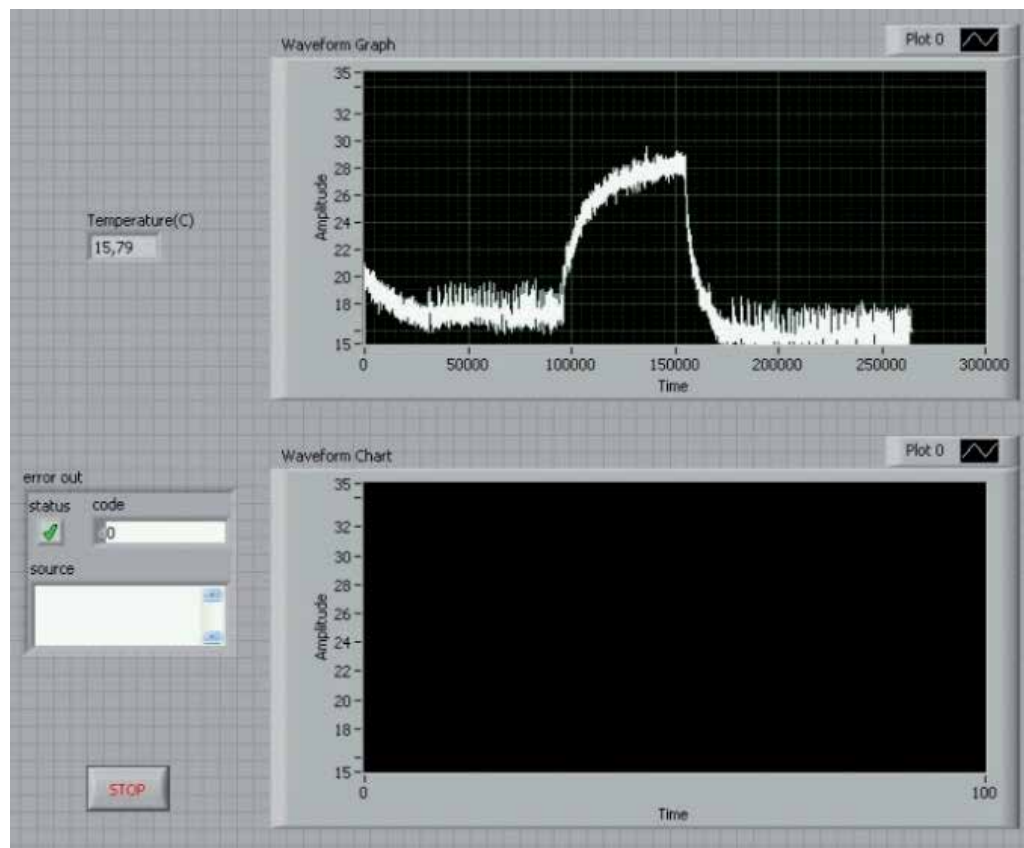 Waveform Graph
Plot 0
35
32
30
28
26
24
22
20
18
15
Amplitude
0
50000
100000
150000
200000
250000
300000
Time
Temperature(C)
15,79
Waveform Chart
Plot 0
35
32
30
28
26
24
22
20
18
15
Amplitude
0
100
Time
error out
status
code
0
source
STOP